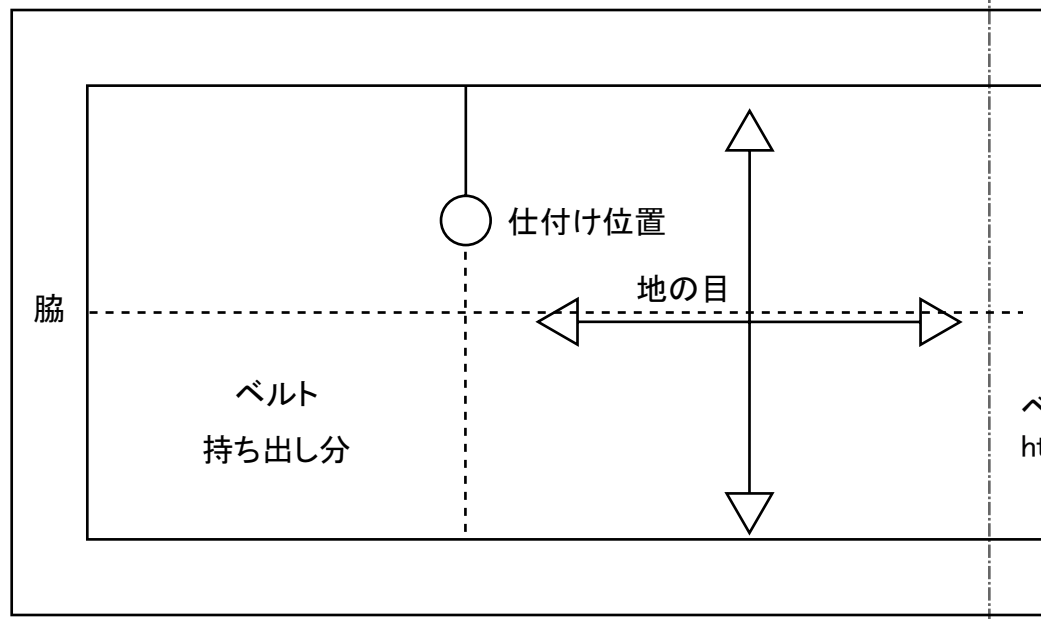 仕付け位置
地の目
脇
ベルト
持ち出し分